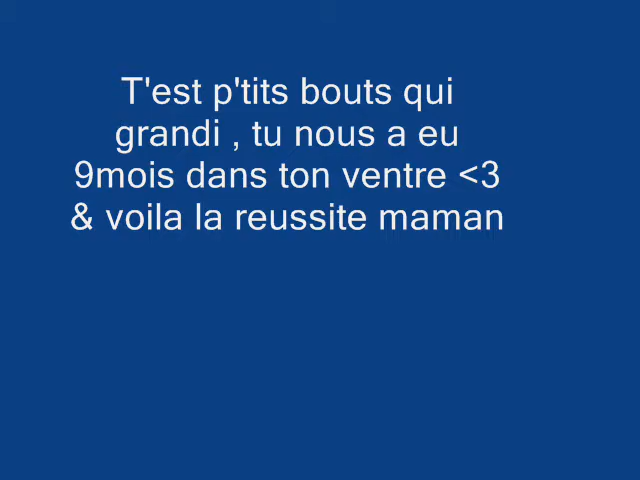 T'est p'tits bouts qui
grandi , tu nous a eu
9mois dans ton ventre <3
& voila la reussite maman